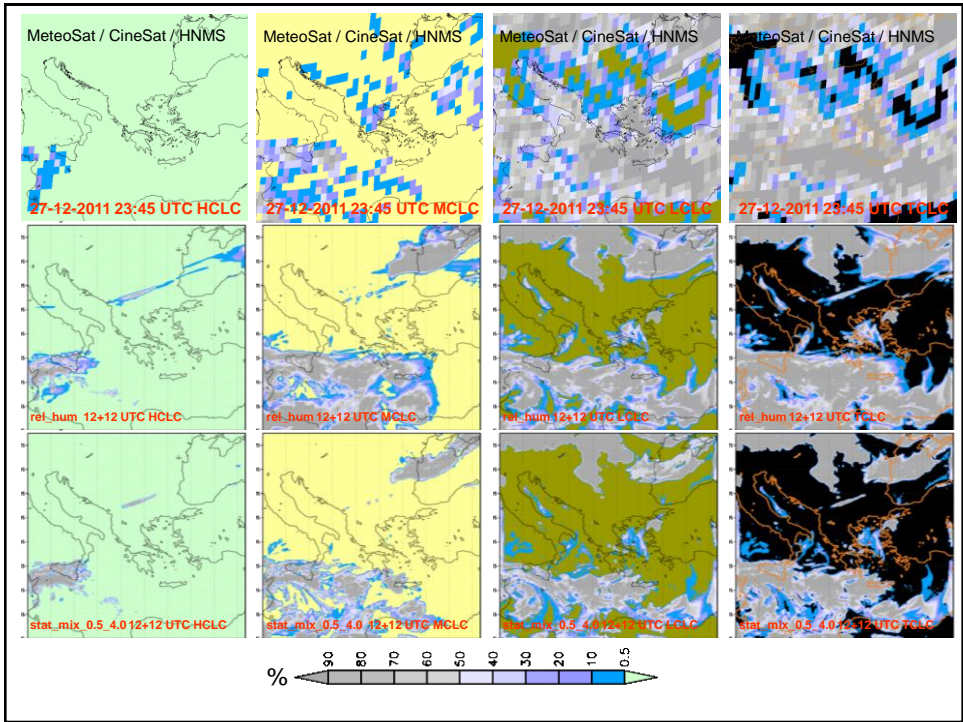 MeteoSat / CineSat / HNMS MeteoSat / CineSat / HNMS MeteoSat / CineSat / HNMS MeteoSat / CineSat / HNMS
27-12-2011 23:45 UTC HCLC 27-12-2011 23:45 UTC MCLC 27-12-2011 23:45 UTC LCLC 27-12-2011 23:45 UTC TCLC
rel_hum 12+12 UTC HCLC rel_hum 12+12 UTC MCLC rel_hum 12+12 UTC LCLC rel_hum 12+12 UTC TCLC
stat_mix_0.5_4.0 12+12 UTC HCLC stat_mix_0.5_4.0 12+12 UTC MCLC stat_mix_0.5_4.0 12+12 UTC LCLC stat_mix_0.5_4.0 12+12 UTC TCLC
% 90 80 70 60 50 40 30 20 10 0.5